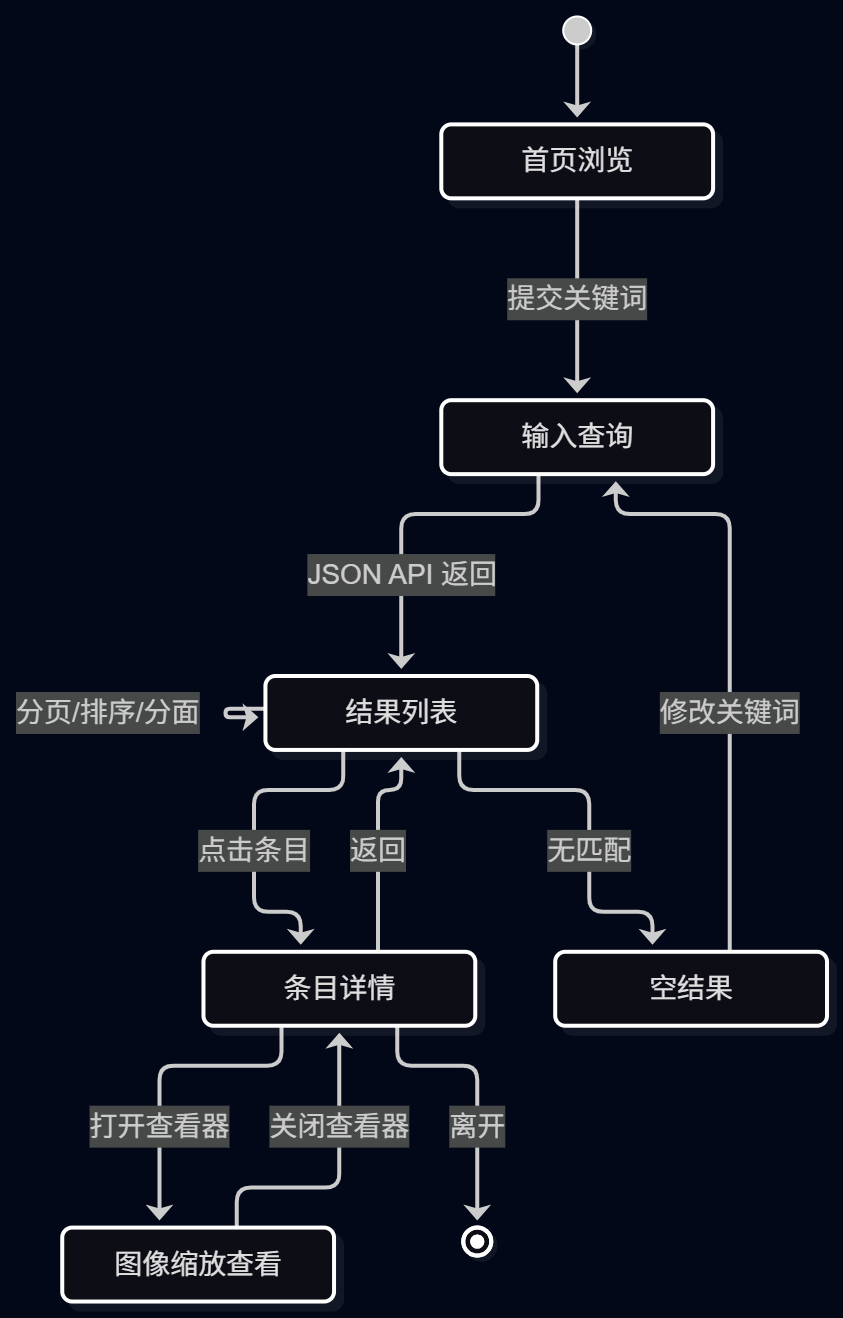 首页浏览
提交关键词
输入查询
JSON API 返回
分页/排序/分面
结果列表
修改关键词
点击条目
返回
无匹配
条目详情
空结果
打开查看器
关闭查看器
离开
图像缩放查看